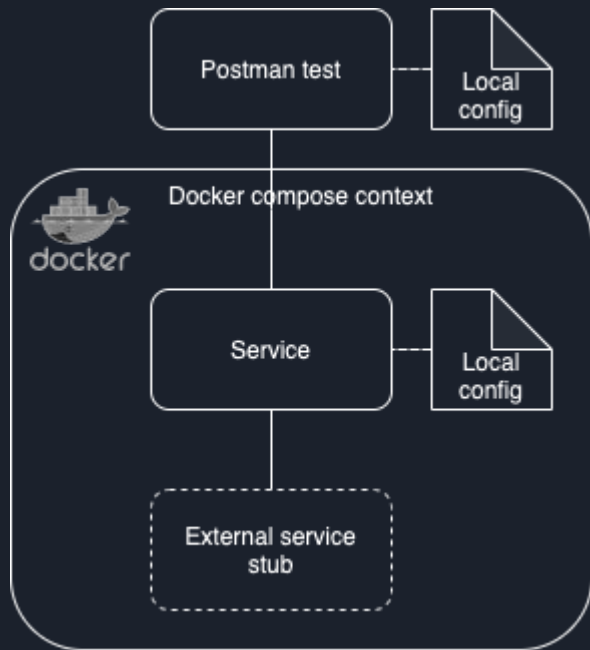 Postman test
Local
config
Docker compose context
docker
Service
Local
config
External service
stub